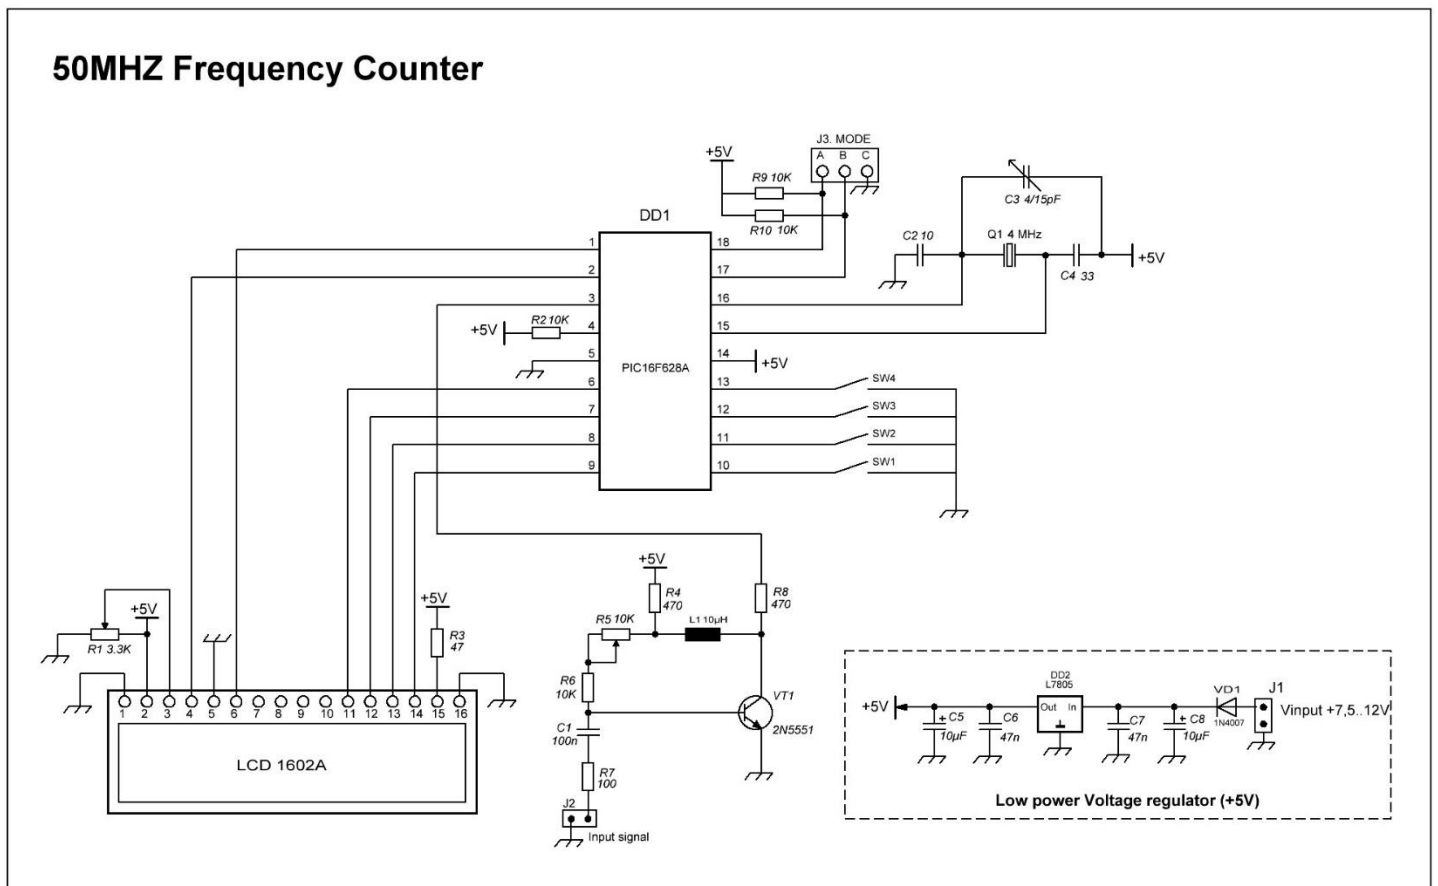 50MHZ Frequency Counter
J3. MODE
A B C
+5V
R9 10K
R10 10K
C3 4/15pF
DD1
C2 10
Q1 4 MHz
C4 33
+5V
1
2
3
4
5
6
7
8
9
18
17
16
15
14
13
12
11
10
+5V
R2 10K
PIC16F628A
+5V
SW4
SW3
SW2
SW1
+5V
R1 3.3K
+5V
R3
47
1 2 3 4 5 6 7 8 9 10 11 12 13 14 15 16
LCD 1602A
+5V
R4
470
R8
470
R5 10K
L1 10µH
R6
10K
C1
100n
VT1
2N5551
R7
100
J2
Input signal
+5V
+ C5
10µF
C6
47n
DD2
L7805
Out In
C7
47n
+ C8
10µF
VD1
1N4007
J1
Vinput +7,5..12V
Low power Voltage regulator (+5V)